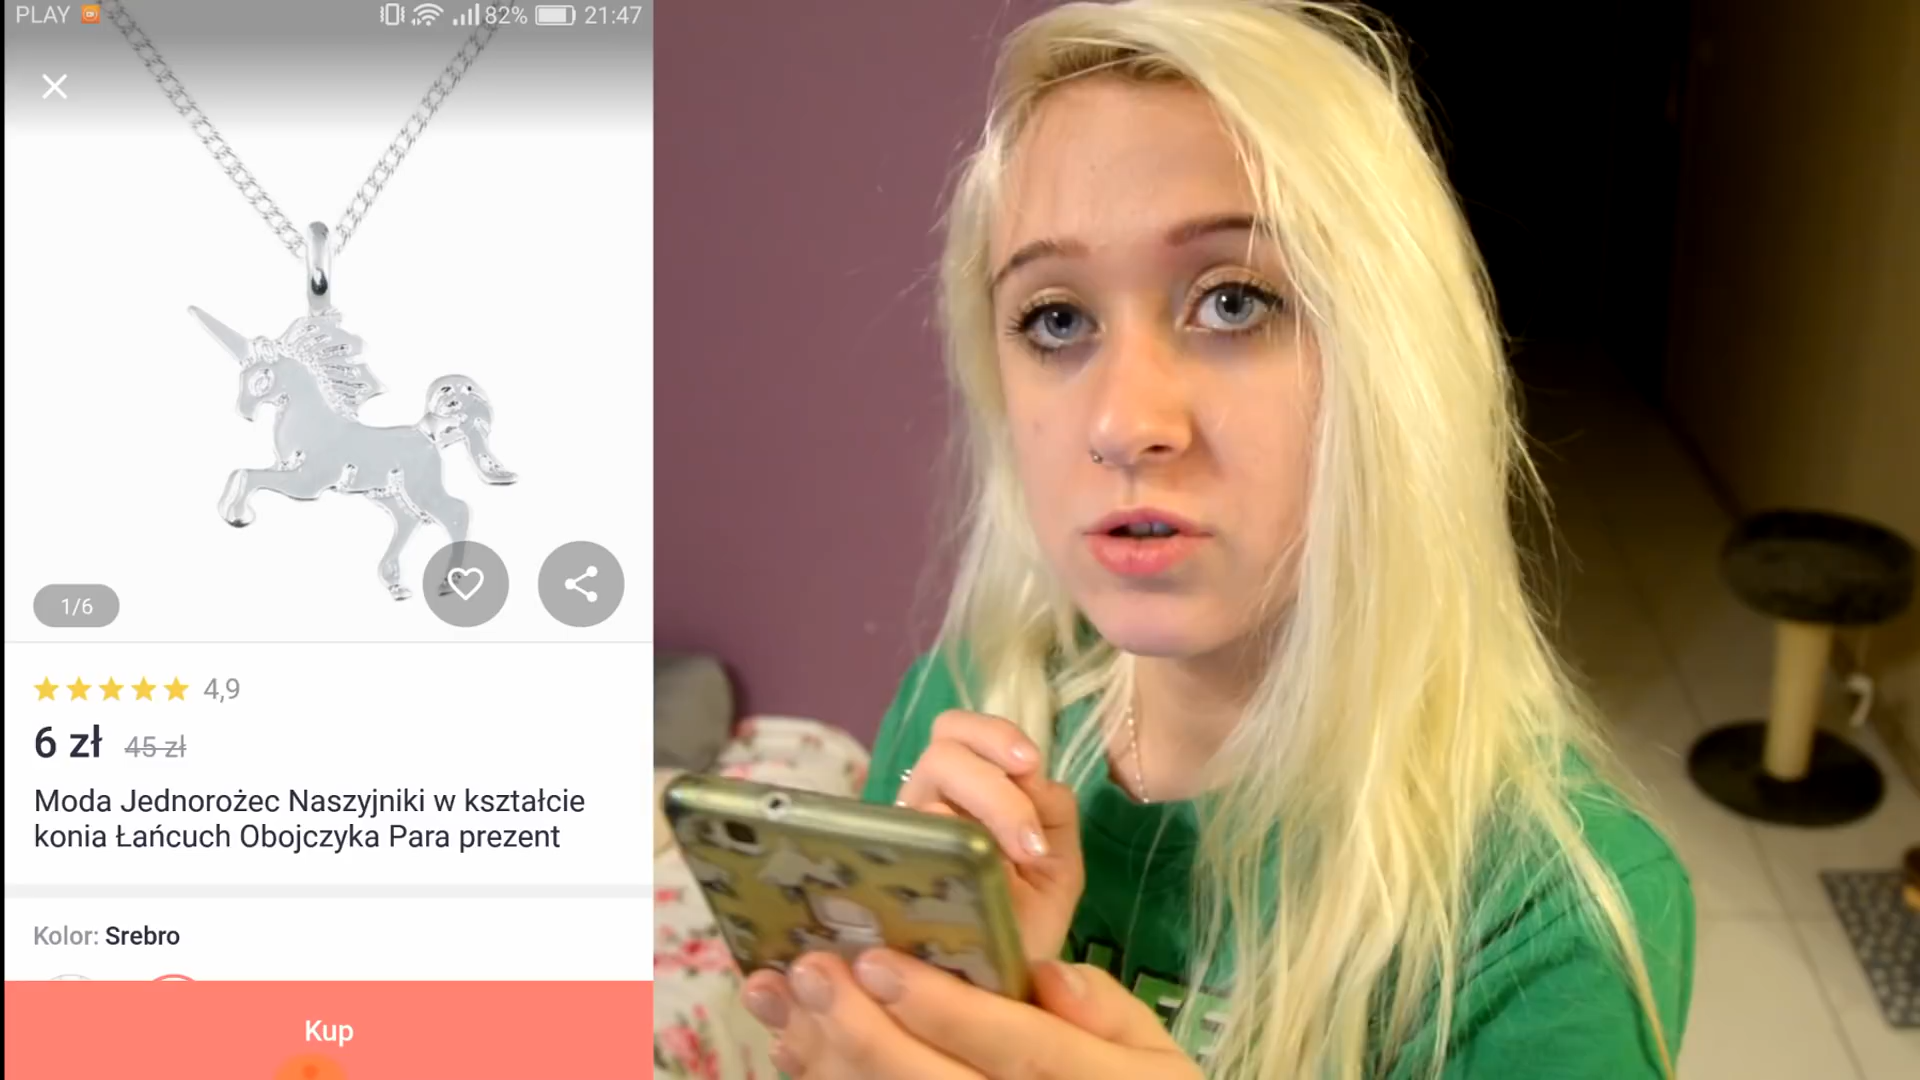 PLAY 82% 21:47
1/6
4,9
6 zł 45 zł
Moda Jednorożec Naszyjniki w kształcie
konia Łańcuch Obojczyka Para prezent
Kolor: Srebro
Kup